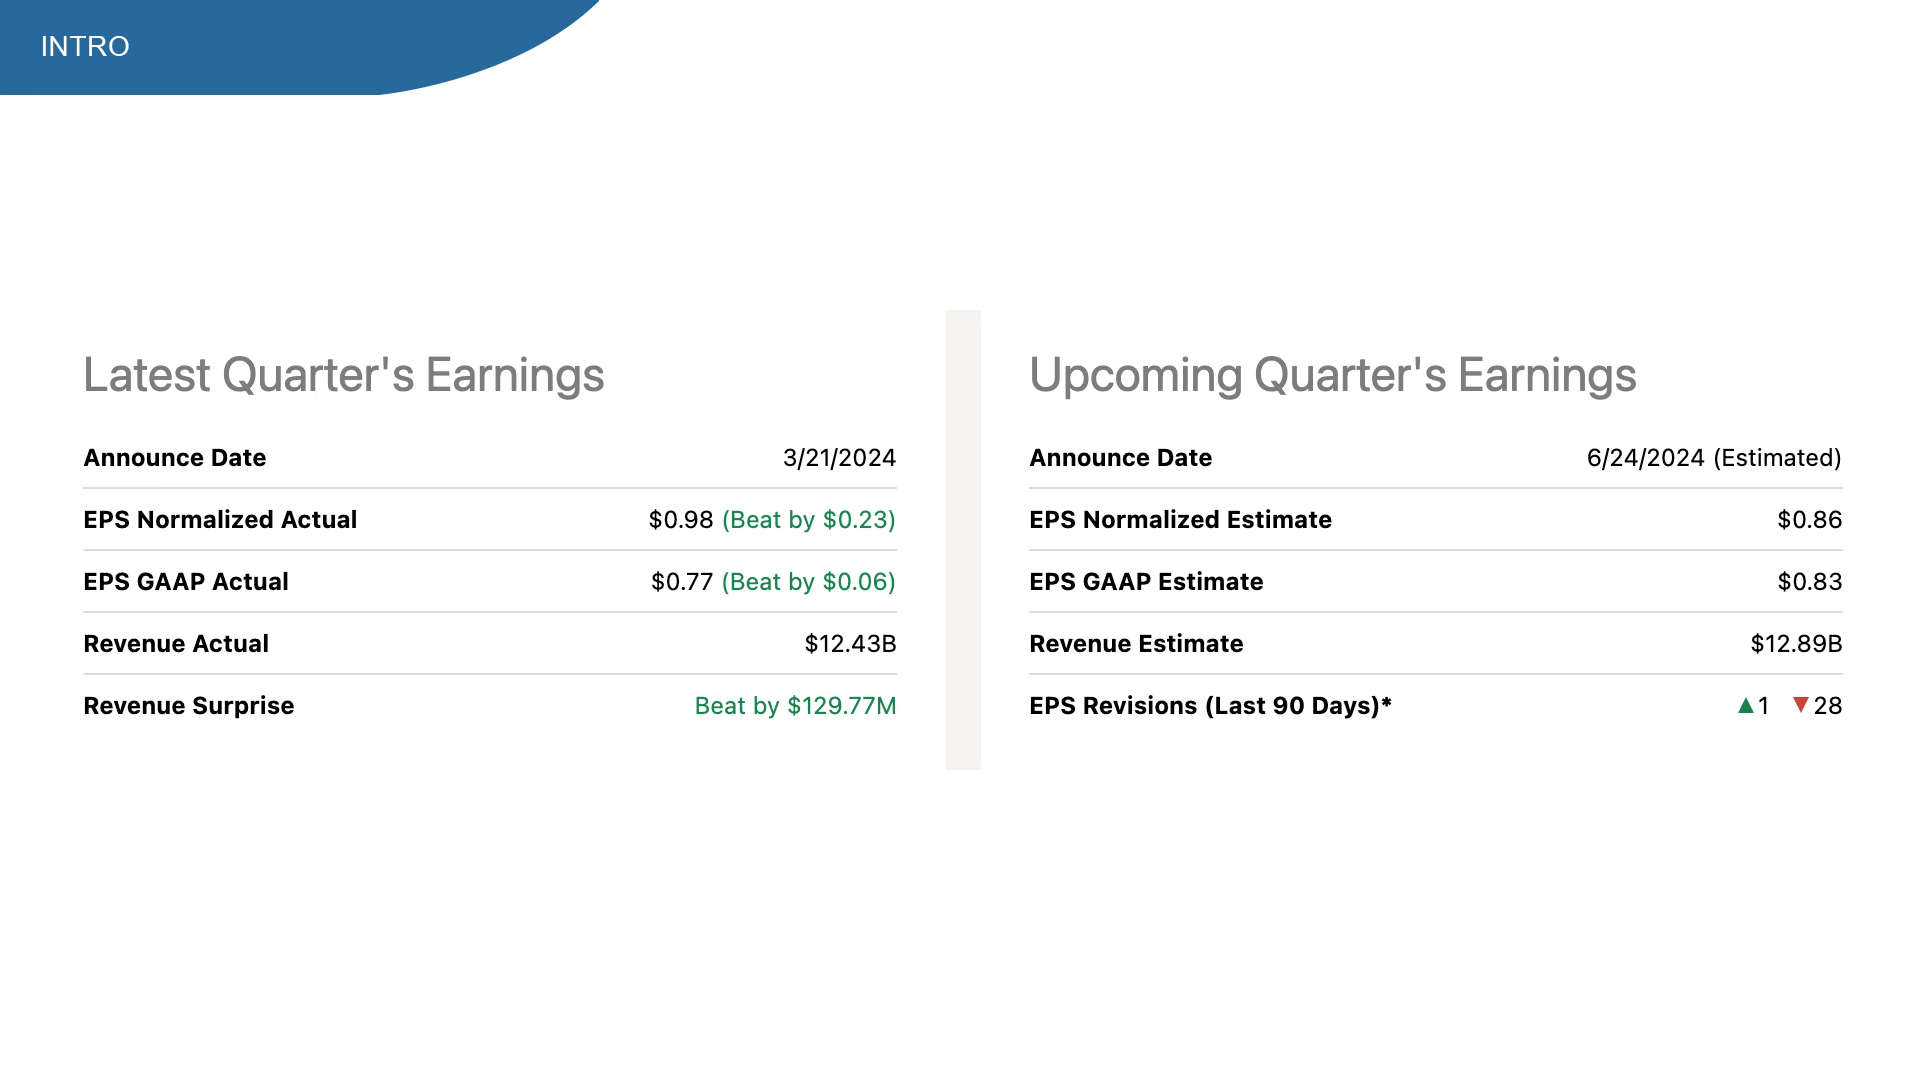 INTRO
Latest Quarter's Earnings
Announce Date 3/21/2024
EPS Normalized Actual $0.98 (Beat by $0.23)
EPS GAAP Actual $0.77 (Beat by $0.06)
Revenue Actual $12.43B
Revenue Surprise Beat by $129.77M
Upcoming Quarter's Earnings
Announce Date 6/24/2024 (Estimated)
EPS Normalized Estimate $0.86
EPS GAAP Estimate $0.83
Revenue Estimate $12.89B
EPS Revisions (Last 90 Days)* ▲1 ▼28